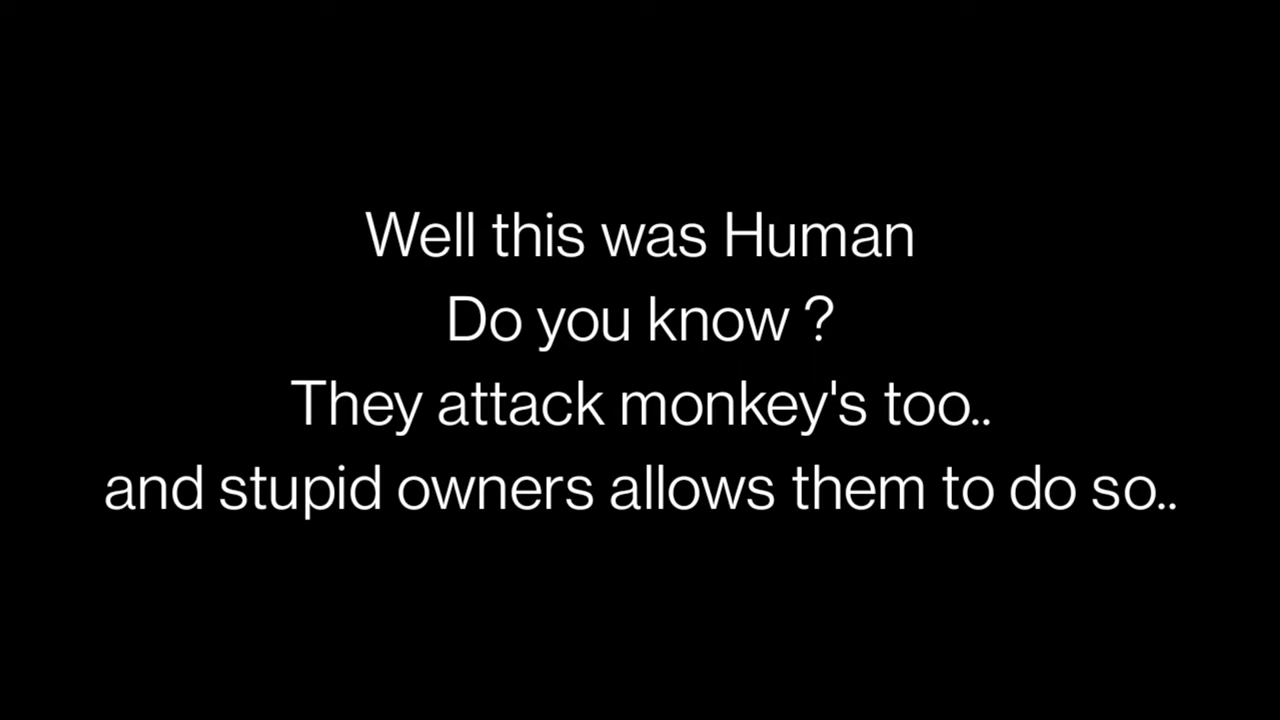 Well this was Human
Do you know ?
They attack monkey's too..
and stupid owners allows them to do so..